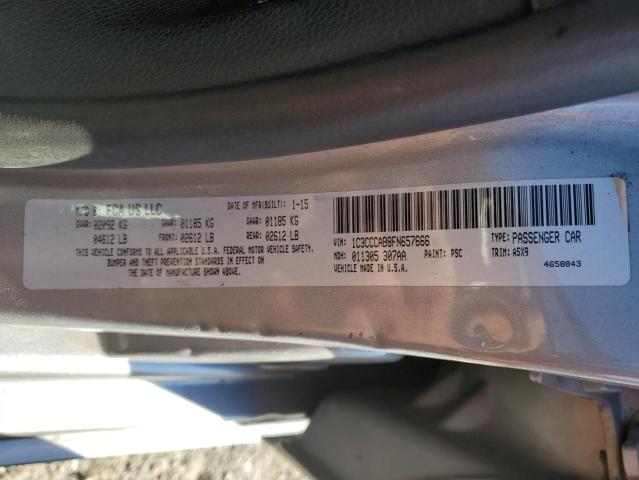 MFD BY FCA US LLC DATE OF MFR(BUILT): 1-15
GVWR: 02092 KG GAWR: 01185 KG GAWR: 01185 KG
04612 LB FRONT: 02612 LB REAR: 02612 LB
THIS VEHICLE CONFORMS TO ALL APPLICABLE U.S.A. FEDERAL MOTOR VEHICLE SAFETY,
BUMPER AND THEFT PREVENTION STANDARDS IN EFFECT ON
THE DATE OF MANUFACTURE SHOWN ABOVE.
VIN: 1C3CCCAB8FN657666 TYPE: PASSENGER CAR
MDH: 011305 307AA PAINT: PSC TRIM: A5X9
VEHICLE MADE IN U.S.A. 4658843